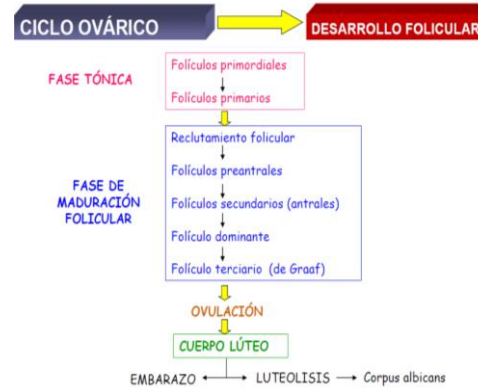 CICLO OVÁRICO
DESARROLLO FOLICULAR
FASE TÓNICA
Folículos primordiales
Folículos primarios
FASE DE
MADURACIÓN
FOLICULAR
Reclutamiento folicular
Folículos preantrales
Folículos secundarios (antrales)
Folículo dominante
Folículo terciario (de Graaf)
OVULACIÓN
CUERPO LÚTEO
EMBARAZO LUTEOLISIS Corpus albicans